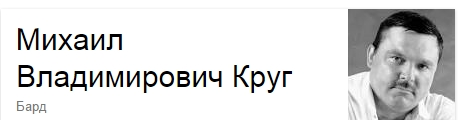 Михаил
Владимирович Круг
Бард